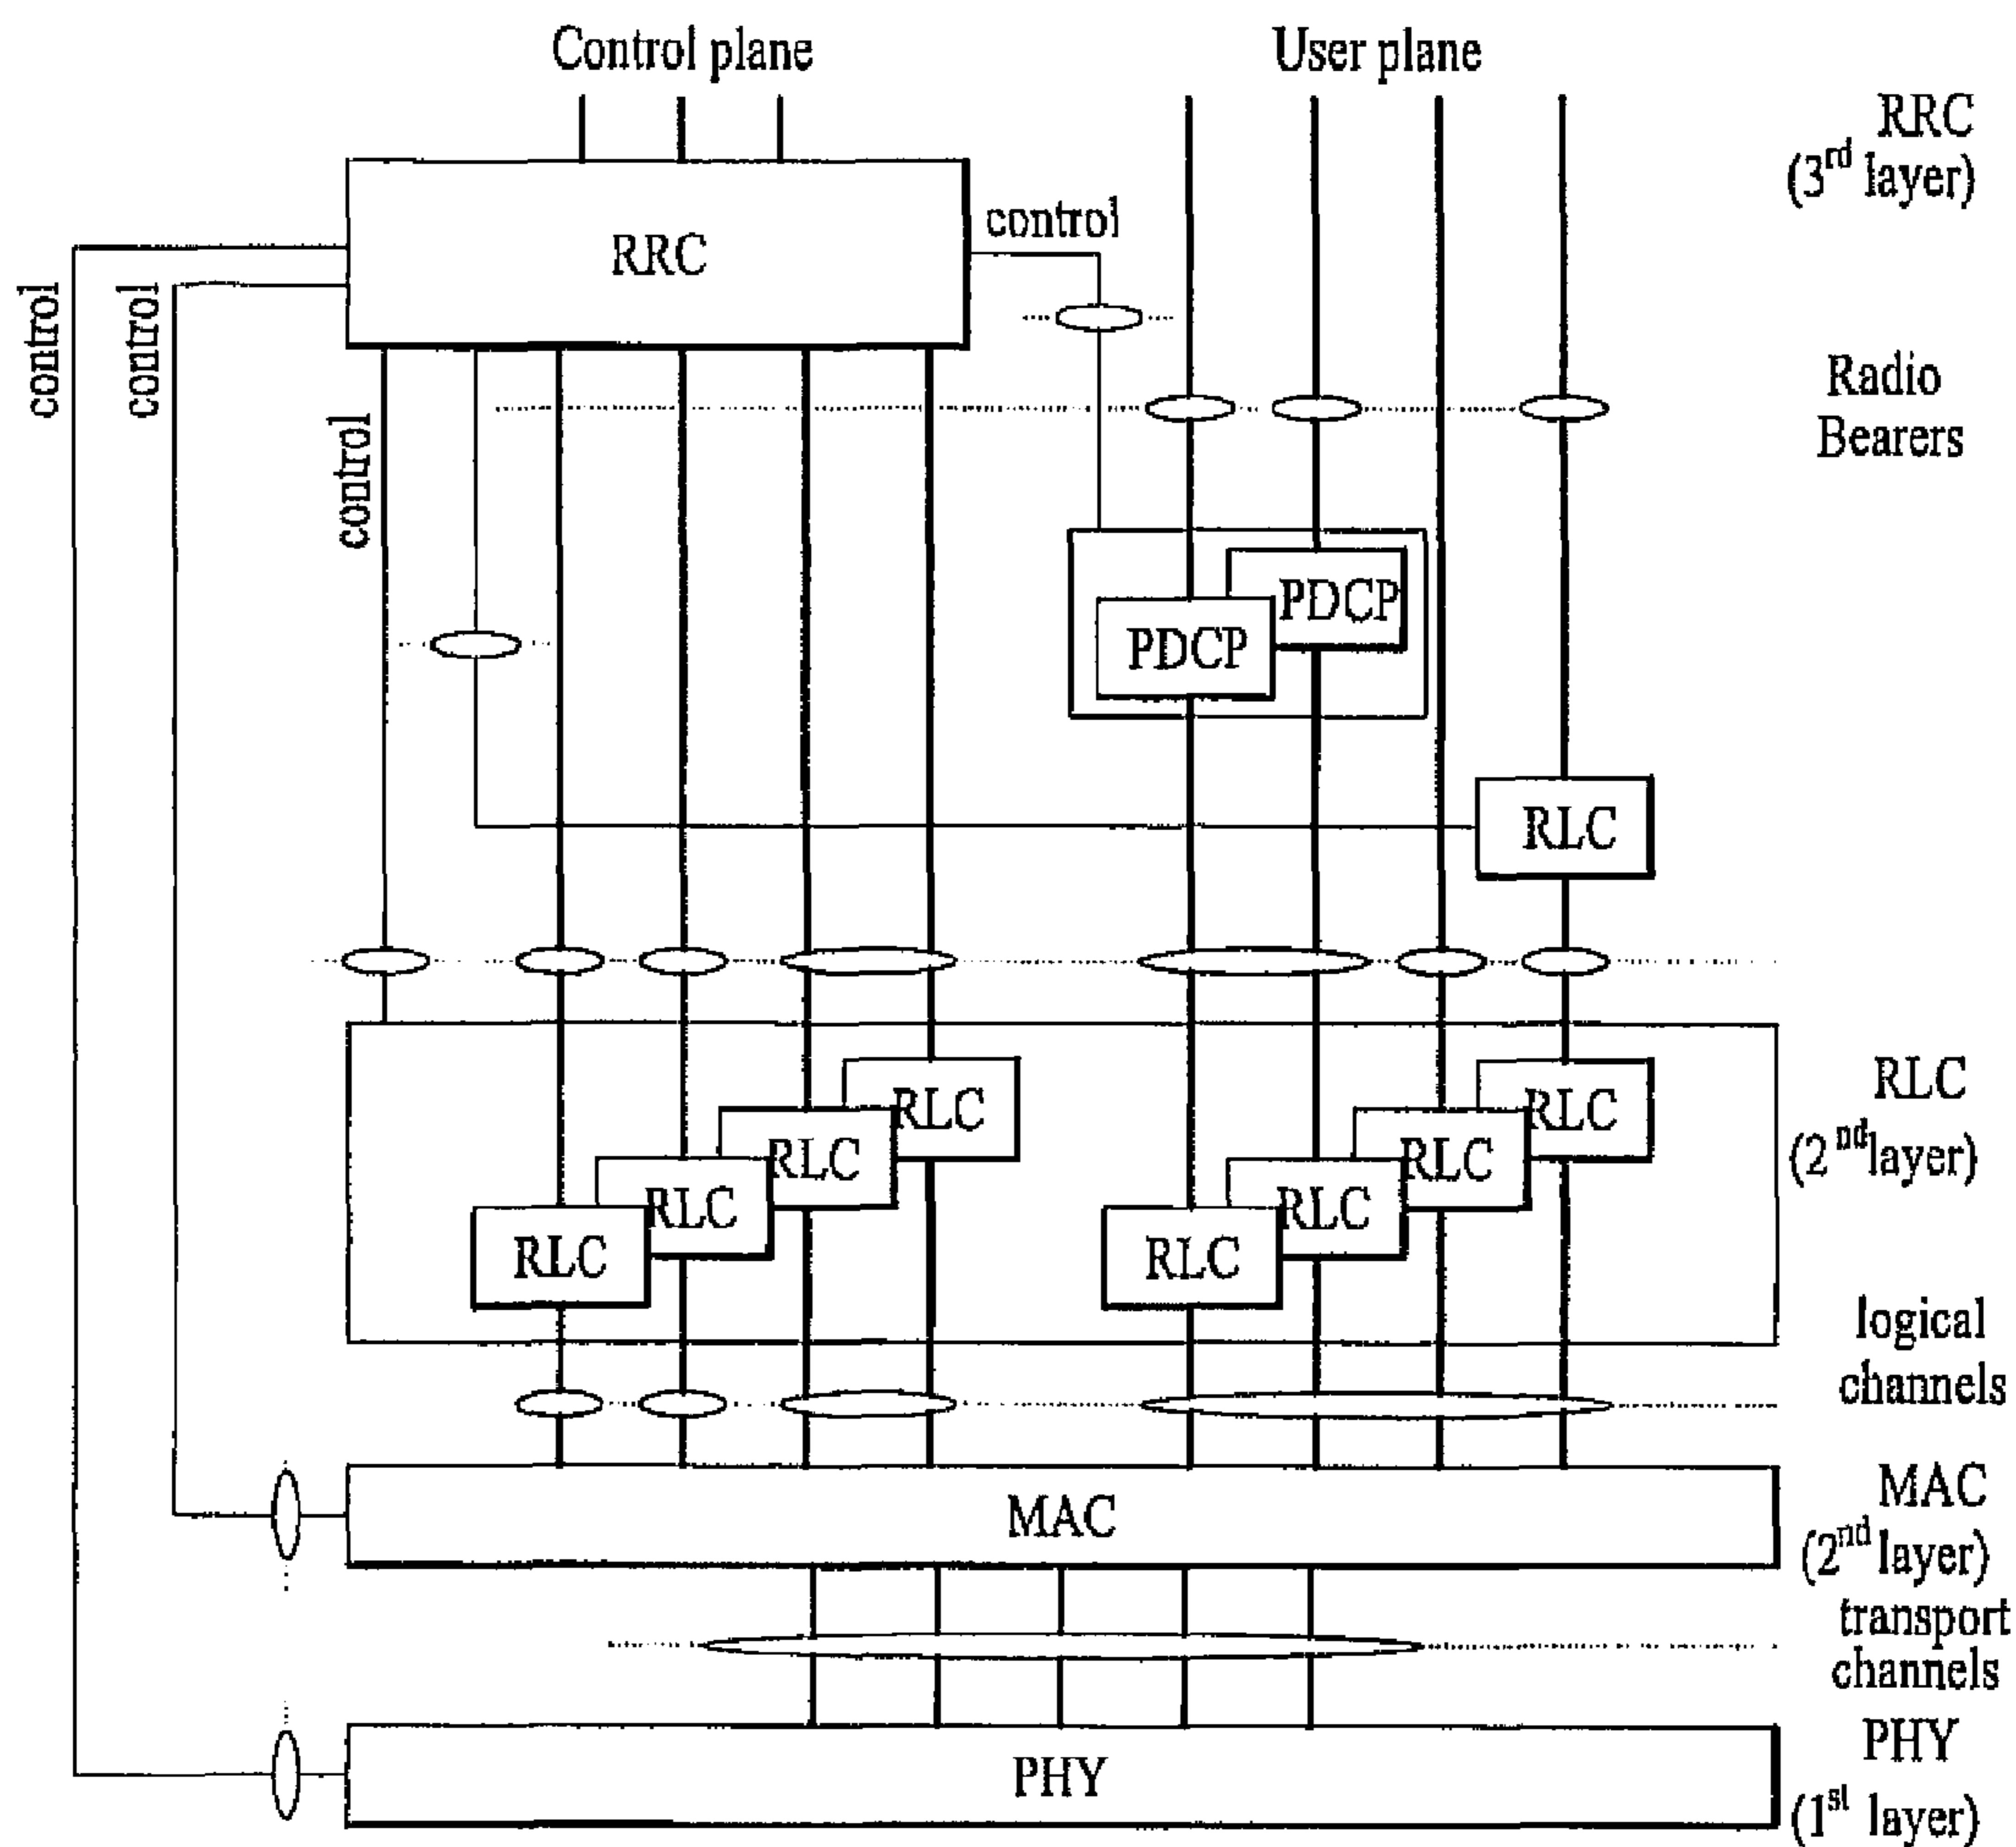 Control plane
User plane
RRC
(3rd layer)
control
RRC
control
control
control
Radio
Bearers
PDCP
PDCP
RLC
RLC
RLC
RLC
RLC
RLC
RLC
RLC
RLC
RLC
(2nd layer)
logical
channels
MAC
MAC
(2nd layer)
transport
channels
PHY
PHY
(1st layer)